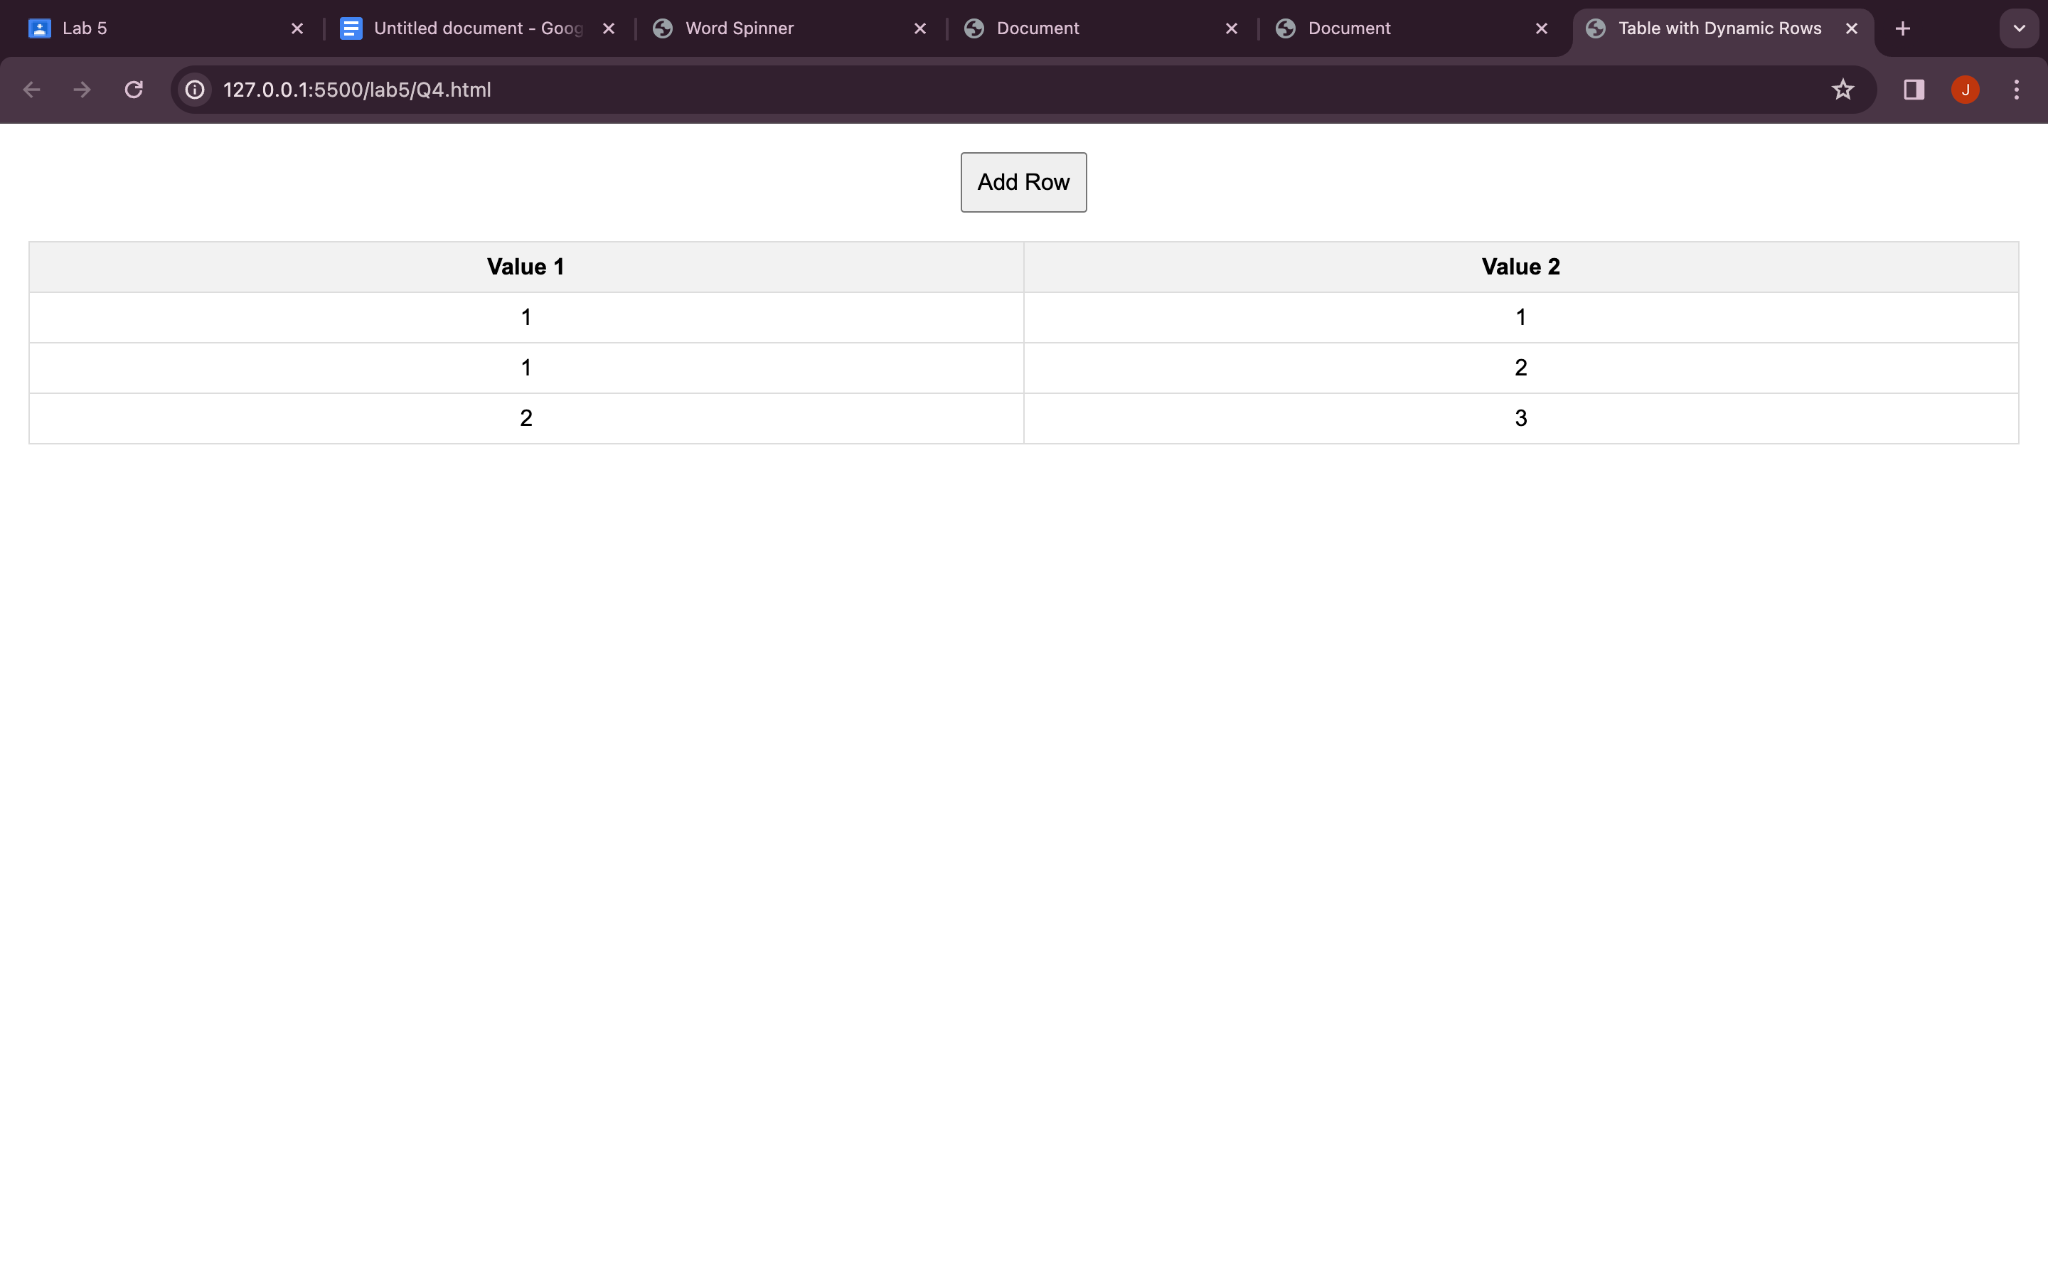 Lab 5
Untitled document - Goog
Word Spinner
Document
Document
Table with Dynamic Rows
127.0.0.1:5500/lab5/Q4.html
J
Add Row
Value 1 Value 2
1 1
1 2
2 3